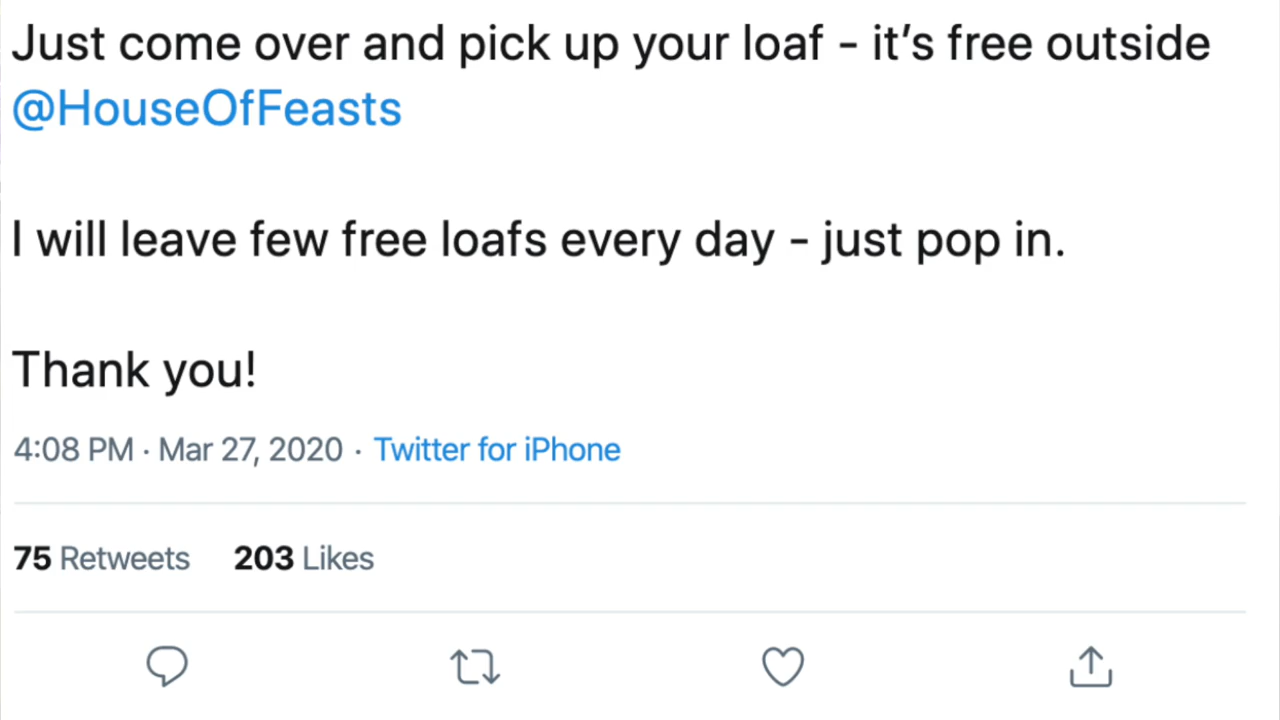 Just come over and pick up your loaf - it’s free outside
@HouseOfFeasts
I will leave few free loafs every day - just pop in.
Thank you!
4:08 PM · Mar 27, 2020 · Twitter for iPhone
75 Retweets 203 Likes